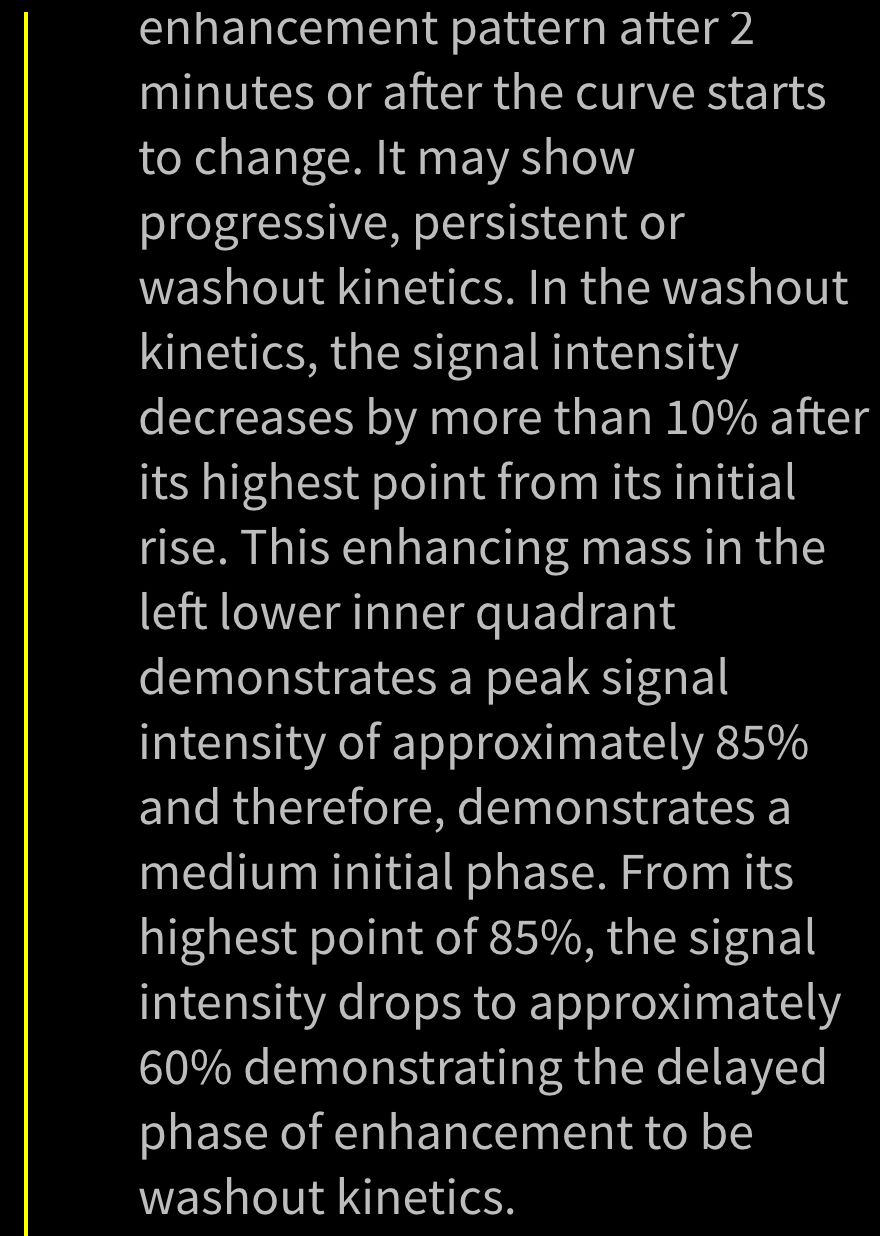 enhancement pattern after 2
minutes or after the curve starts
to change. It may show
progressive, persistent or
washout kinetics. In the washout
kinetics, the signal intensity
decreases by more than 10% after
its highest point from its initial
rise. This enhancing mass in the
left lower inner quadrant
demonstrates a peak signal
intensity of approximately 85%
and therefore, demonstrates a
medium initial phase. From its
highest point of 85%, the signal
intensity drops to approximately
60% demonstrating the delayed
phase of enhancement to be
washout kinetics.